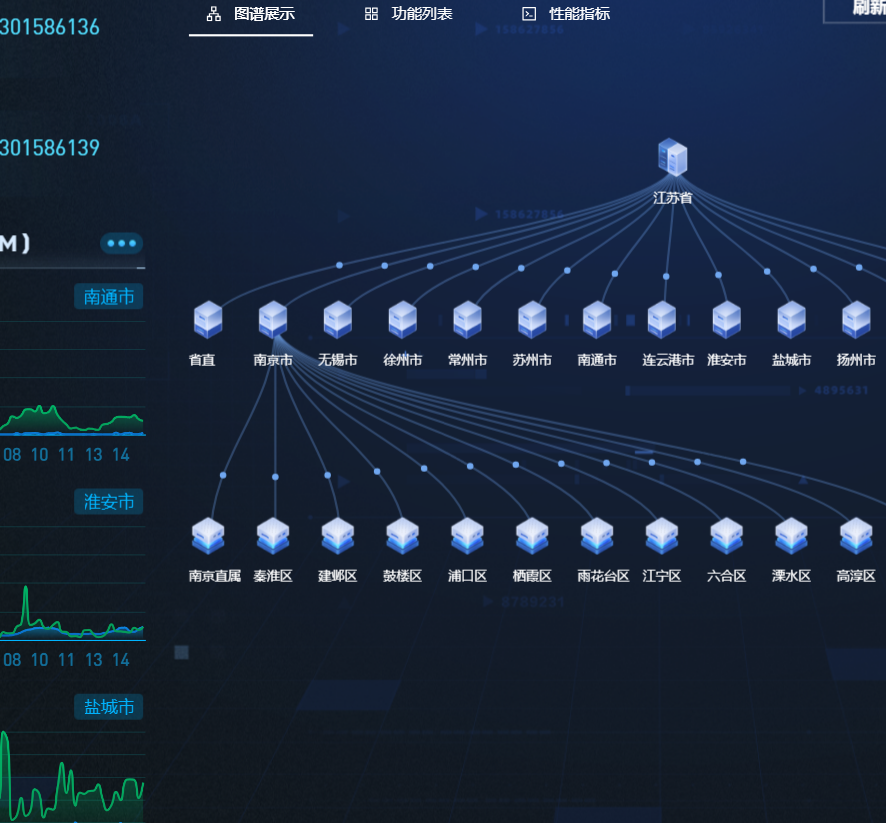 图谱展示 功能列表 性能指标 刷新
301586136
158627856
301586139
江苏省
158627856
M)
南通市
省直 南京市 无锡市 徐州市 常州市 苏州市 南通市 连云港市 淮安市 盐城市 扬州市
4895631
08 10 11 13 14
淮安市
南京直属 秦淮区 建邺区 鼓楼区 浦口区 栖霞区 雨花台区 江宁区 六合区 溧水区 高淳区
8789231
08 10 11 13 14
盐城市